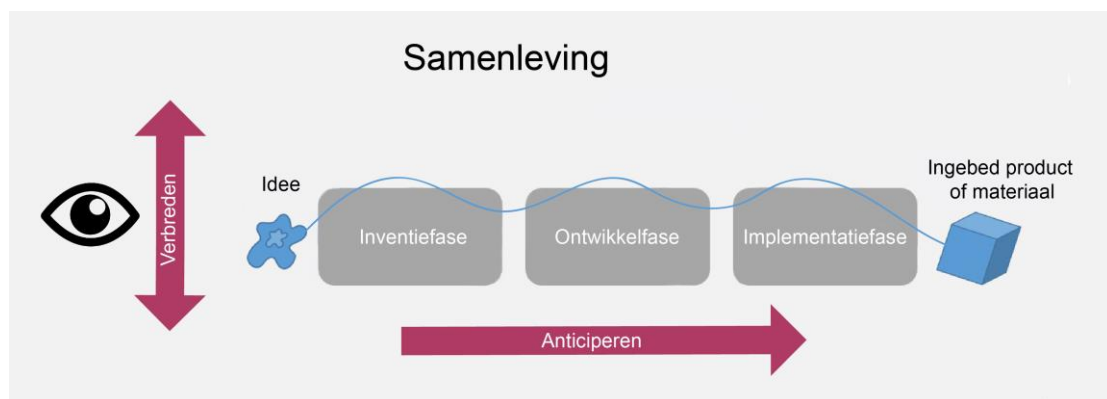 Samenleving
Verbreden
Idee
Inventiefase
Ontwikkelfase
Implementatiefase
Ingebed product
of materiaal
Anticiperen